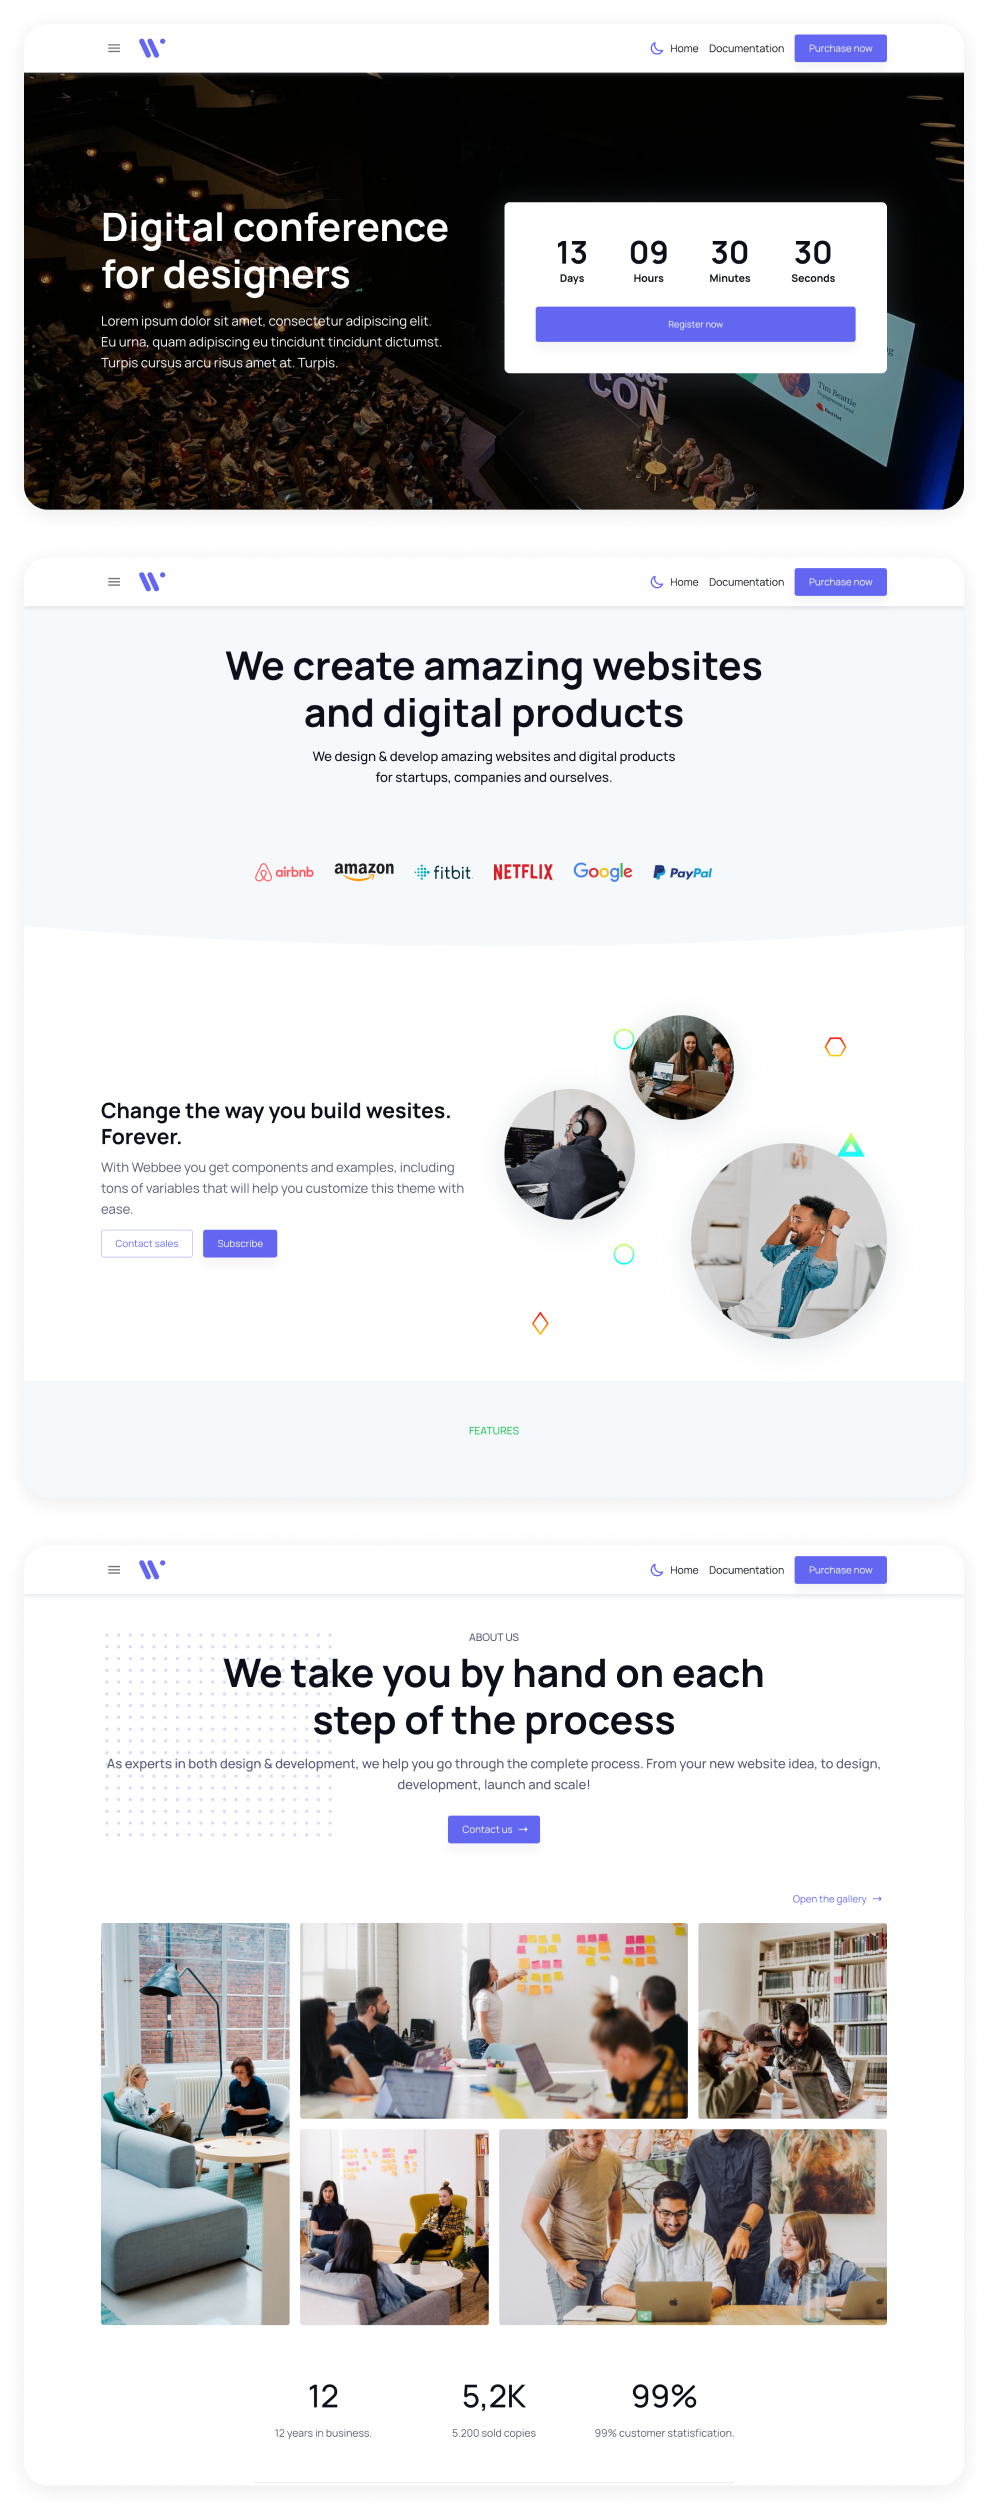 Home Documentation Purchase now
Digital conference
for designers
Lorem ipsum dolor sit amet, consectetur adipiscing elit.
Eu urna, quam adipiscing eu tincidunt tincidunt dictumst.
Turpis cursus arcu risus amet at. Turpis.
13 09 30 30
Days Hours Minutes Seconds
Register now
CON
Tim Beattie
Home Documentation Purchase now
We create amazing websites
and digital products
We design & develop amazing websites and digital products
for startups, companies and ourselves.
airbnb amazon fitbit NETFLIX Google PayPal
Change the way you build wesites.
Forever.
With Webbee you get components and examples, including
tons of variables that will help you customize this theme with
ease.
Contact sales Subscribe
FEATURES
Home Documentation Purchase now
ABOUT US
We take you by hand on each
step of the process
As experts in both design & development, we help you go through the complete process. From your new website idea, to design,
development, launch and scale!
Contact us →
Open the gallery →
12 5,2K 99%
12 years in business. 5.200 sold copies 99% customer statisfication.